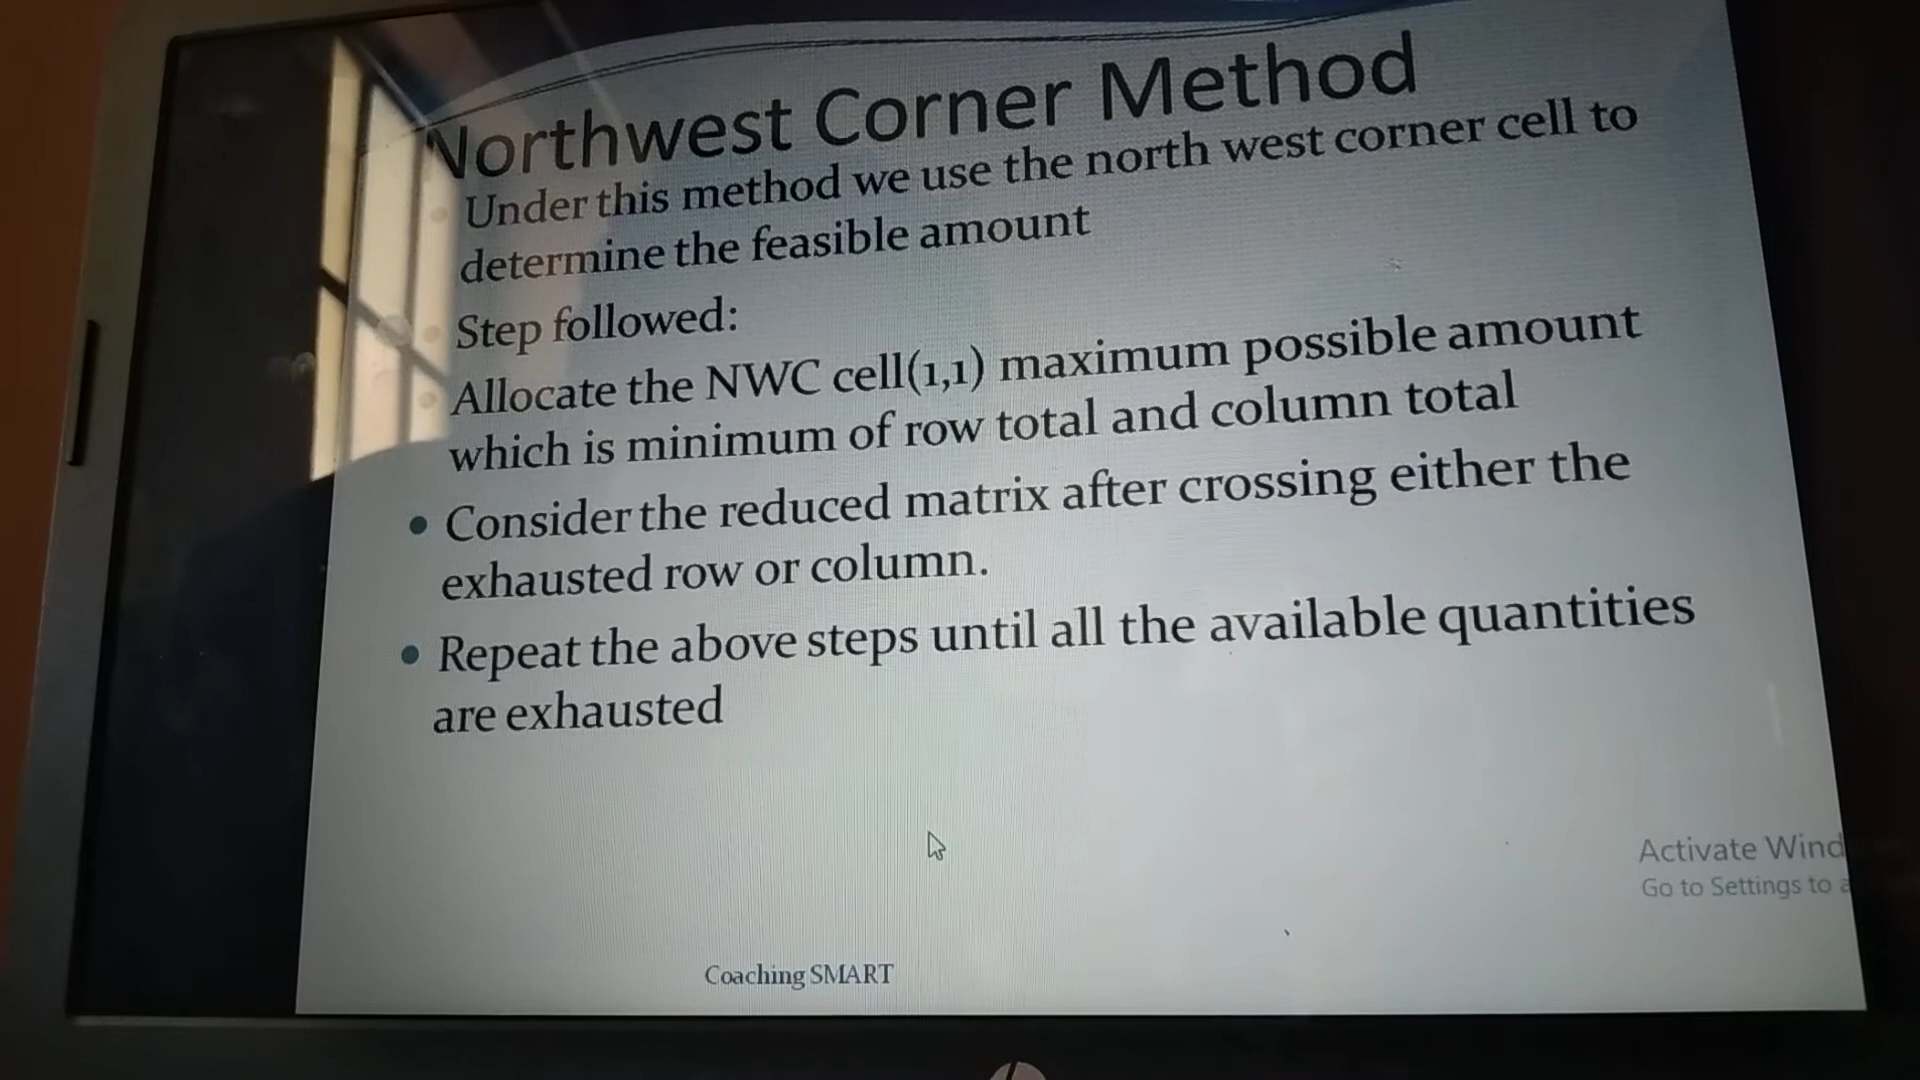 Northwest Corner Method
Under this method we use the north west corner cell to
determine the feasible amount
Step followed:
Allocate the NWC cell(1,1) maximum possible amount
which is minimum of row total and column total
Consider the reduced matrix after crossing either the
exhausted row or column.
Repeat the above steps until all the available quantities
are exhausted
Activate Wind
Go to Settings to a
Coaching SMART